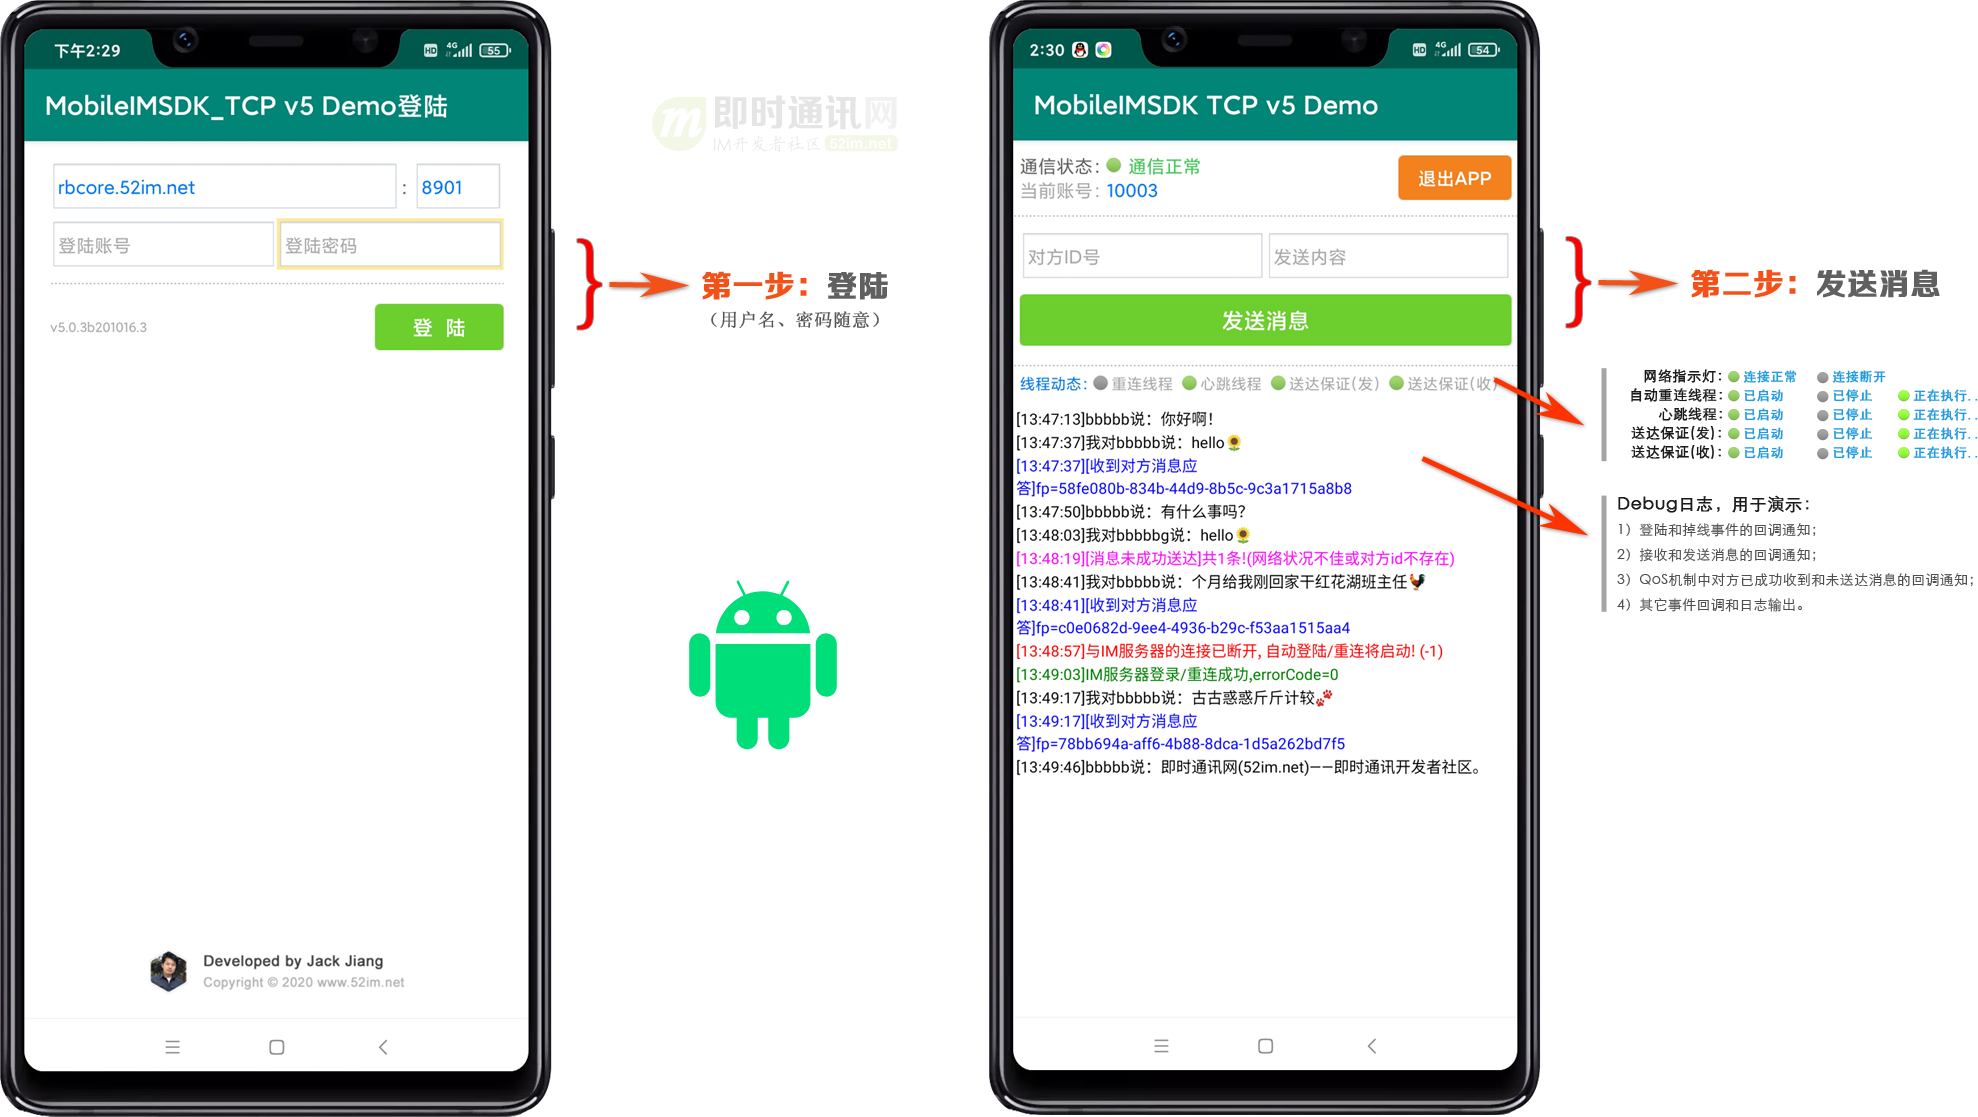 下午2:29
HD 4G 55
MobileIMSDK_TCP v5 Demo登陆
rbcore.52im.net : 8901
登陆账号 登陆密码
v5.0.3b201016.3 登 陆
Developed by Jack Jiang
Copyright © 2020 www.52im.net
m 即时通讯网
IM开发者社区 52im.net
第一步：登陆
（用户名、密码随意）
2:30
HD 4G 54
MobileIMSDK TCP v5 Demo
通信状态: 通信正常
当前账号: 10003
退出APP
对方ID号 发送内容
发送消息
线程动态: 重连线程 心跳线程 送达保证(发) 送达保证(收)
[13:47:13]bbbbb说：你好啊！
[13:47:37]我对bbbbb说：hello🌻
[13:47:37][收到对方消息应
答]fp=58fe080b-834b-44d9-8b5c-9c3a1715a8b8
[13:47:50]bbbbb说：有什么事吗？
[13:48:03]我对bbbbbg说：hello🌻
[13:48:19][消息未成功送达]共1条!(网络状况不佳或对方id不存在)
[13:48:41]我对bbbbb说：个月给我刚回家干红花湖班主任🐓
[13:48:41][收到对方消息应
答]fp=c0e0682d-9ee4-4936-b29c-f53aa1515aa4
[13:48:57]与IM服务器的连接已断开, 自动登陆/重连将启动! (-1)
[13:49:03]IM服务器登录/重连成功,errorCode=0
[13:49:17]我对bbbbb说：古古惑惑斤斤计较🐾
[13:49:17][收到对方消息应
答]fp=78bb694a-aff6-4b88-8dca-1d5a262bd7f5
[13:49:46]bbbbb说：即时通讯网(52im.net)——即时通讯开发者社区。
第二步：发送消息
网络指示灯: 连接正常 连接断开
自动重连线程: 已启动 已停止 正在执行..
心跳线程: 已启动 已停止 正在执行..
送达保证(发): 已启动 已停止 正在执行..
送达保证(收): 已启动 已停止 正在执行..
Debug日志，用于演示：
1）登陆和掉线事件的回调通知；
2）接收和发送消息的回调通知；
3）QoS机制中对方已成功收到和未送达消息的回调通知；
4）其它事件回调和日志输出。